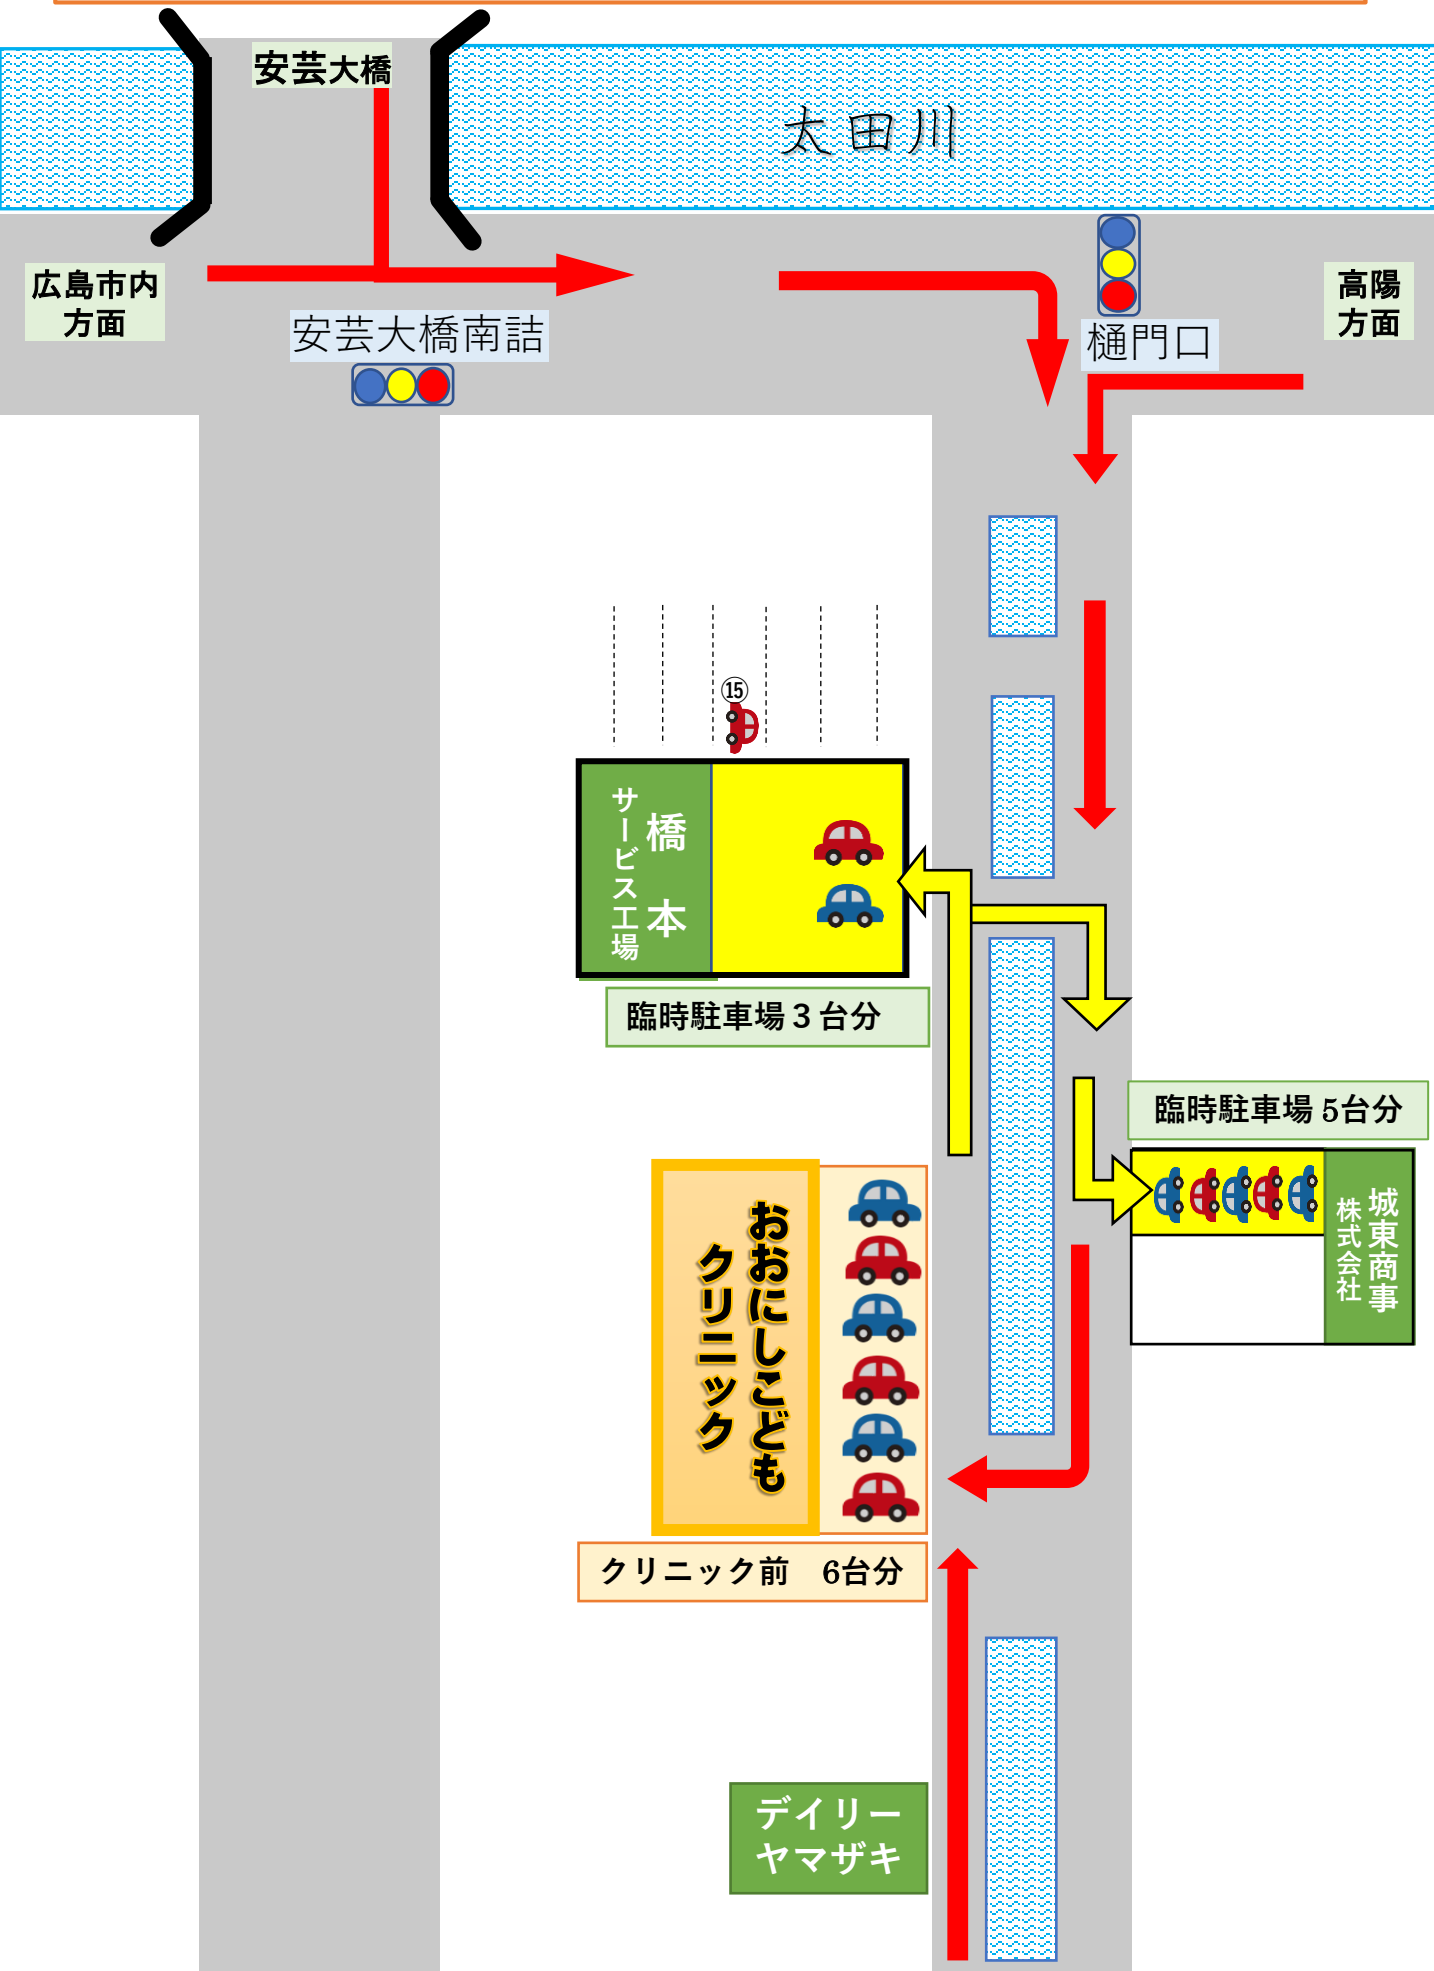 安芸大橋
太田川
広島市内
方面
安芸大橋南詰
樋門口
高陽
方面
⑮
橋本
サービス工場
臨時駐車場３台分
臨時駐車場 5台分
城東商事
株式会社
おおにしこども
クリニック
クリニック前　6台分
デイリー
ヤマザキ